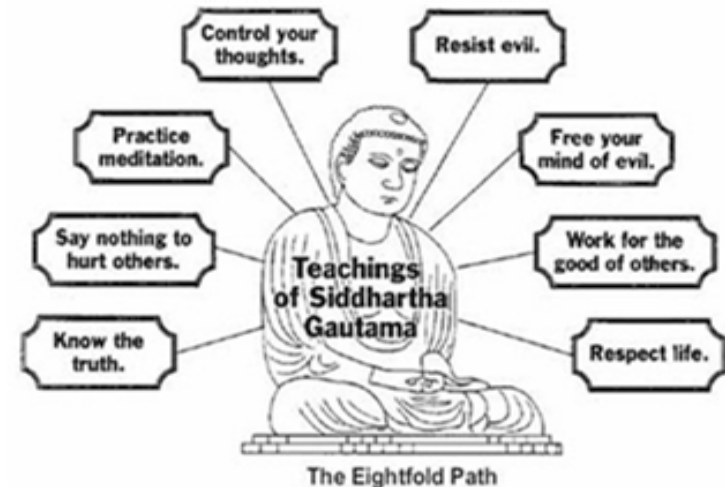 Control your
thoughts.
Resist evil.
Practice
meditation.
Free your
mind of evil.
Say nothing to
hurt others.
Work for the
good of others.
Teachings
of Siddhartha
Gautama
Know the
truth.
Respect life.
The Eightfold Path